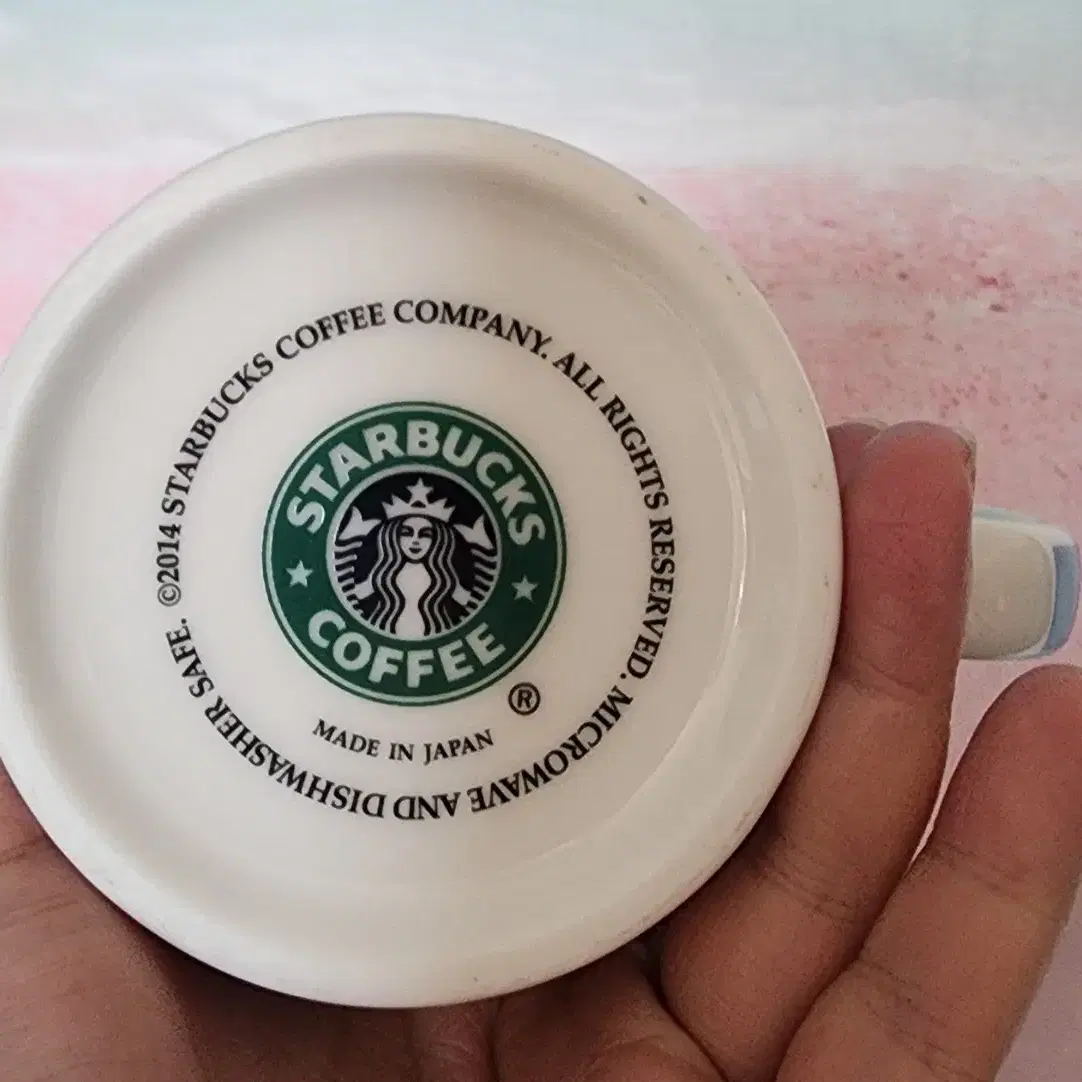 ©2014 STARBUCKS COFFEE COMPANY. ALL RIGHTS RESERVED. MICROWAVE AND DISHWASHER SAFE.
STARBUCKS
COFFEE
®
MADE IN JAPAN